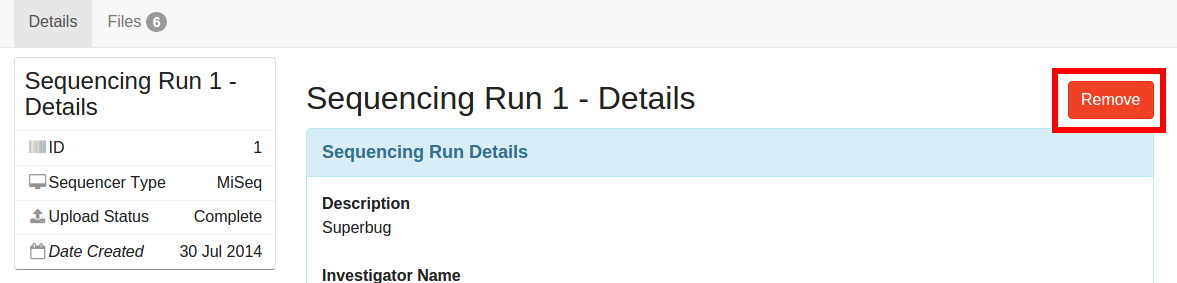 Details Files 6
Sequencing Run 1 -
Details
ID 1
Sequencer Type MiSeq
Upload Status Complete
Date Created 30 Jul 2014
Sequencing Run 1 - Details
Remove
Sequencing Run Details
Description
Superbug
Investigator Name